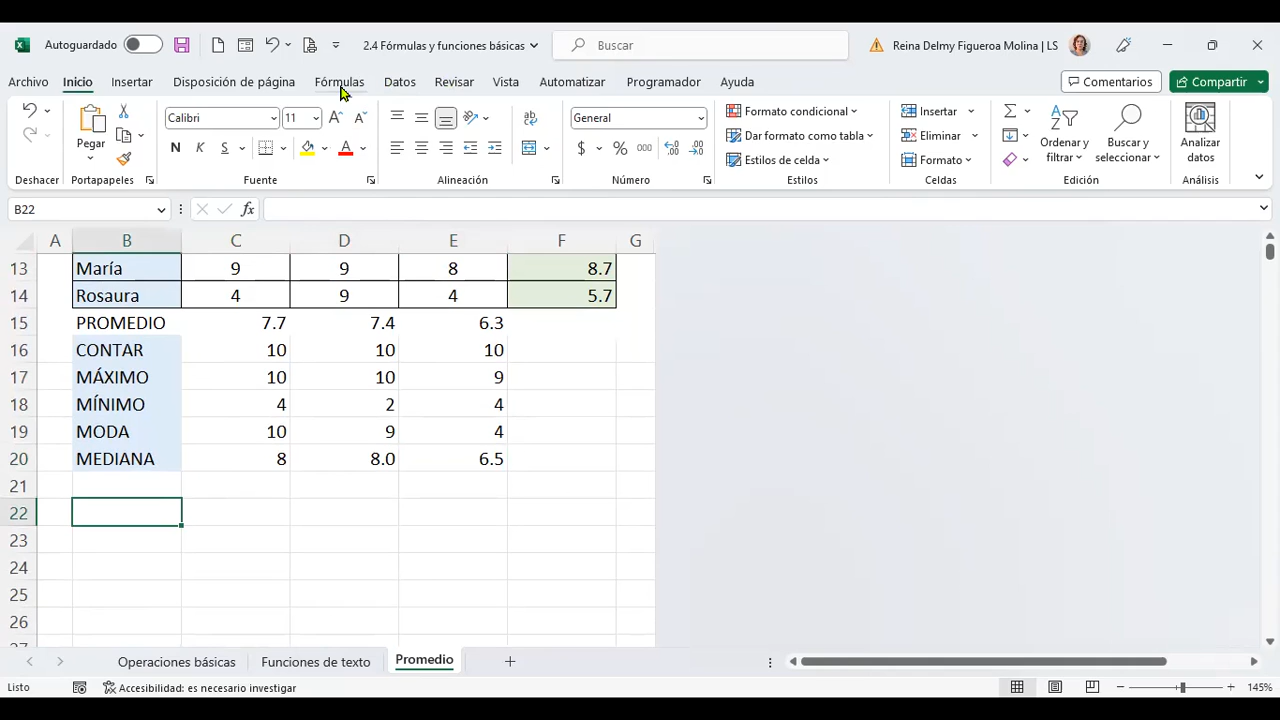 Autoguardado 2.4 Fórmulas y funciones básicas Buscar Reina Delmy Figueroa Molina | LS
Archivo Inicio Insertar Disposición de página Fórmulas Datos Revisar Vista Automatizar Programador Ayuda Comentarios Compartir
Pegar Calibri 11 General Formato condicional Insertar Ordenar y filtrar Buscar y seleccionar Analizar datos
N K S $ % 000 Dar formato como tabla Eliminar
Estilos de celda Formato
Deshacer Portapapeles Fuente Alineación Número Estilos Celdas Edición Análisis
B22 fx
A B C D E F G
13 María 9 9 8 8.7
14 Rosaura 4 9 4 5.7
15 PROMEDIO 7.7 7.4 6.3
16 CONTAR 10 10 10
17 MÁXIMO 10 10 9
18 MÍNIMO 4 2 4
19 MODA 10 9 4
20 MEDIANA 8 8.0 6.5
21
22
23
24
25
26
Operaciones básicas Funciones de texto Promedio
Listo Accesibilidad: es necesario investigar 145%